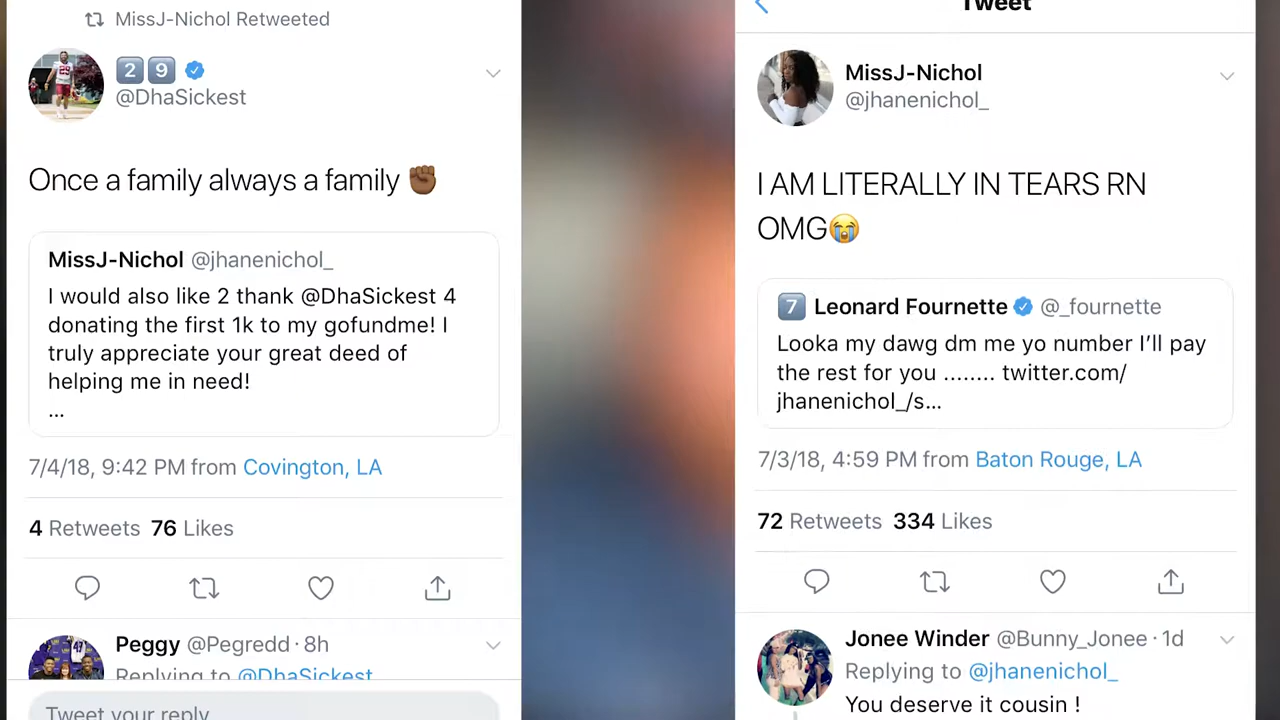 MissJ-Nichol Retweeted
2 9
@DhaSickest
Once a family always a family ✊🏾
MissJ-Nichol @jhanenichol_
I would also like 2 thank @DhaSickest 4
donating the first 1k to my gofundme! I
truly appreciate your great deed of
helping me in need!
...
7/4/18, 9:42 PM from Covington, LA
4 Retweets 76 Likes
Peggy @Pegredd · 8h
Replying to @DhaSickest
Tweet your reply
Tweet
MissJ-Nichol
@jhanenichol_
I AM LITERALLY IN TEARS RN
OMG😭
7 Leonard Fournette @_fournette
Looka my dawg dm me yo number I’ll pay
the rest for you ........ twitter.com/
jhanenichol_/s...
7/3/18, 4:59 PM from Baton Rouge, LA
72 Retweets 334 Likes
Jonee Winder @Bunny_Jonee · 1d
Replying to @jhanenichol_
You deserve it cousin !